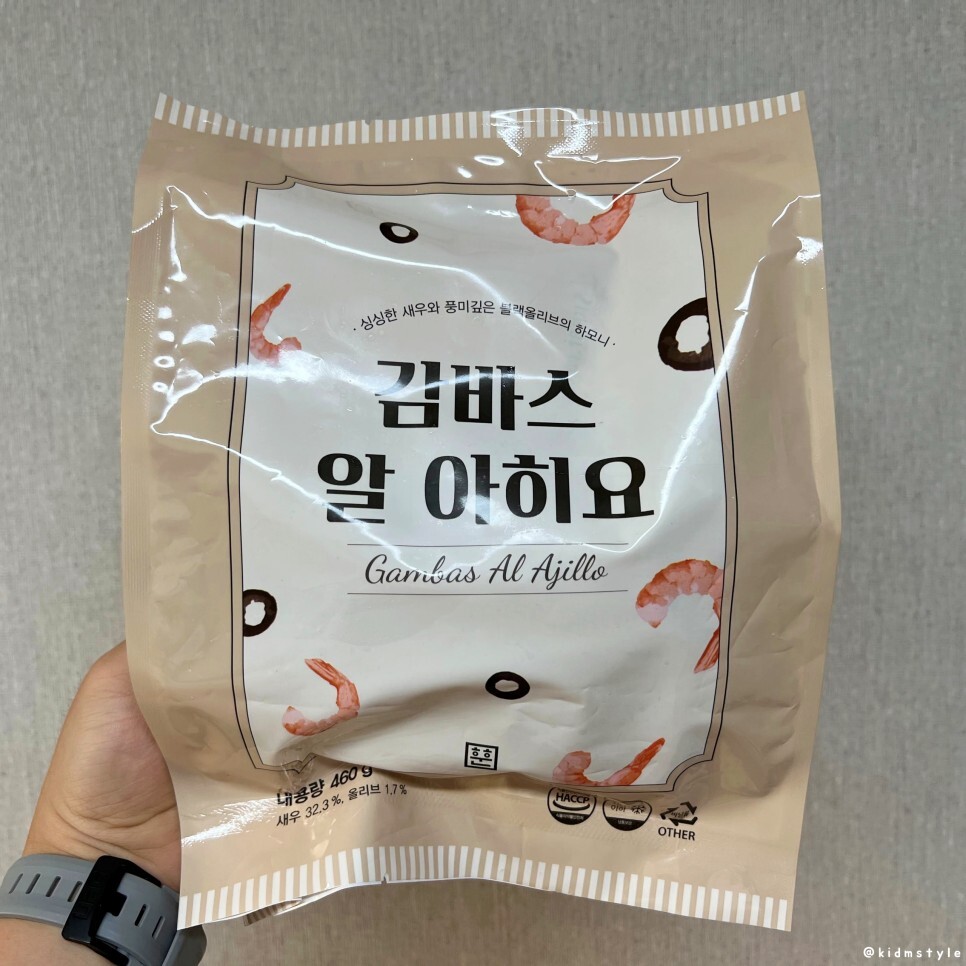 · 싱싱한 새우와 풍미깊은 블랙올리브의 하모니 ·
감바스
알 아히요
Gambas Al Ajillo
내용량 460 g
새우 32.3 %, 올리브 1.7%
HACCP
OTHER
@kidmstyle